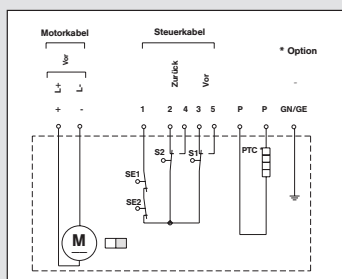 Motorkabel Steuerkabel
Vor Zurück Vor * Option
L+ L-
+ - 1 2 4 3 5 P P GN/GE
S2 S1 PTC *
SE1
SE2
M